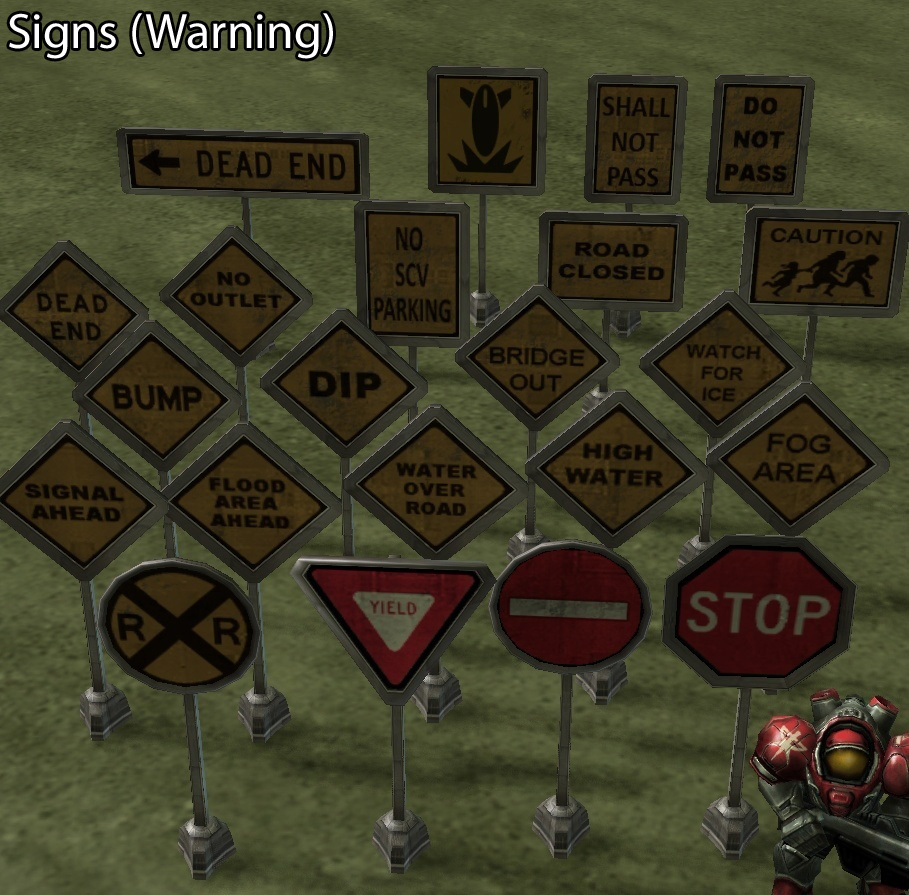 Signs (Warning)
SHALL
NOT
PASS
DO
NOT
PASS
DEAD END
NO
SCV
PARKING
ROAD
CLOSED
CAUTION
DEAD
END
NO
OUTLET
BUMP
DIP
BRIDGE
OUT
WATCH
FOR
ICE
SIGNAL
AHEAD
FLOOD
AREA
AHEAD
WATER
OVER
ROAD
HIGH
WATER
FOG
AREA
R R
YIELD
STOP